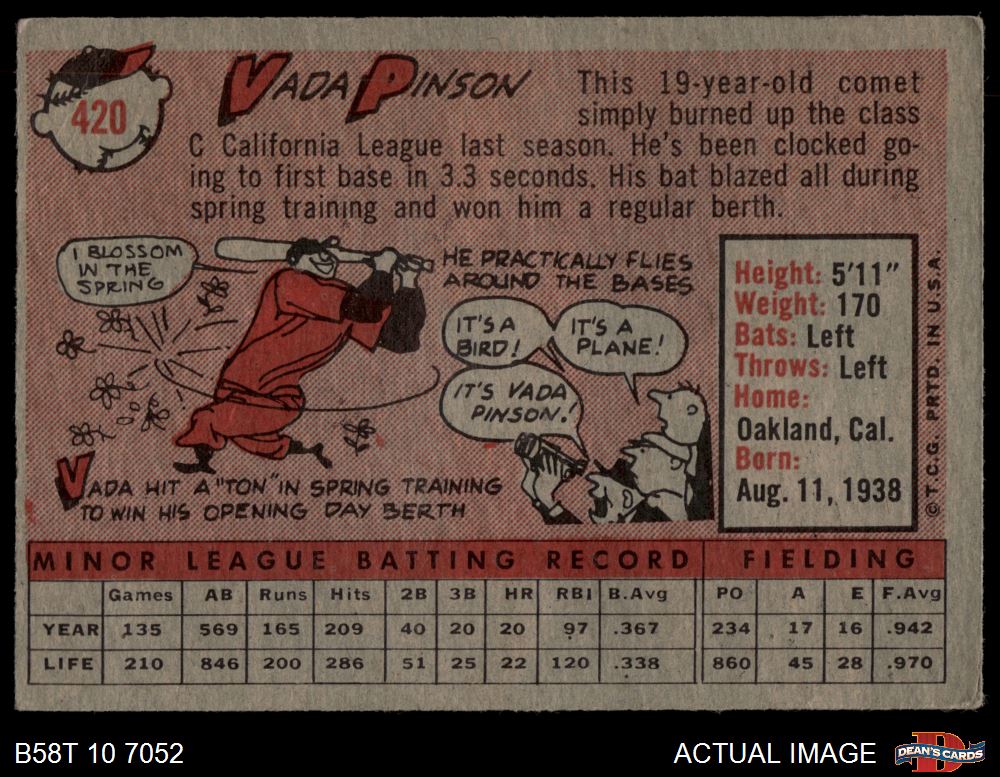 420
VADA PINSON
This 19-year-old comet
simply burned up the class
C California League last season. He's been clocked go-
ing to first base in 3.3 seconds. His bat blazed all during
spring training and won him a regular berth.
I BLOSSOM
IN THE
SPRING
HE PRACTICALLY FLIES
AROUND THE BASES
IT'S A
BIRD!
IT'S A
PLANE!
IT'S VADA
PINSON!
VADA HIT A "TON" IN SPRING TRAINING
TO WIN HIS OPENING DAY BERTH
Height: 5'11"
Weight: 170
Bats: Left
Throws: Left
Home:
Oakland, Cal.
Born:
Aug. 11, 1938
© T.C.G. PRTD. IN U.S.A.
MINOR LEAGUE BATTING RECORD FIELDING
Games AB Runs Hits 2B 3B HR RBI B.Avg PO A E F.Avg
YEAR 135 569 165 209 40 20 20 97 .367 234 17 16 .942
LIFE 210 846 200 286 51 25 22 120 .338 860 45 28 .970
B58T 10 7052
ACTUAL IMAGE
D
DEAN'S CARDS